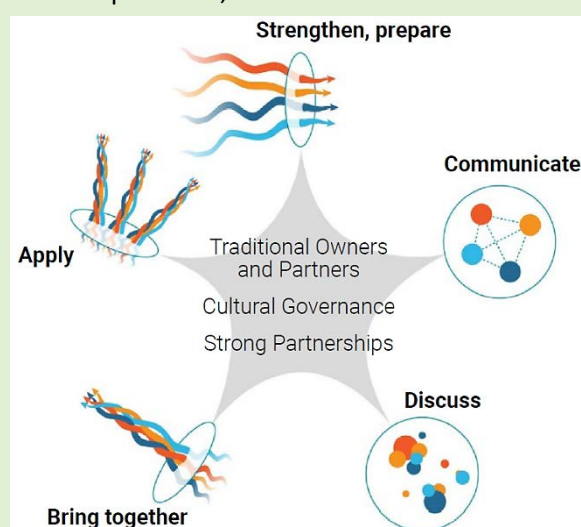 Strengthen, prepare
Communicate
Traditional Owners
and Partners
Cultural Governance
Strong Partnerships
Apply
Discuss
Bring together